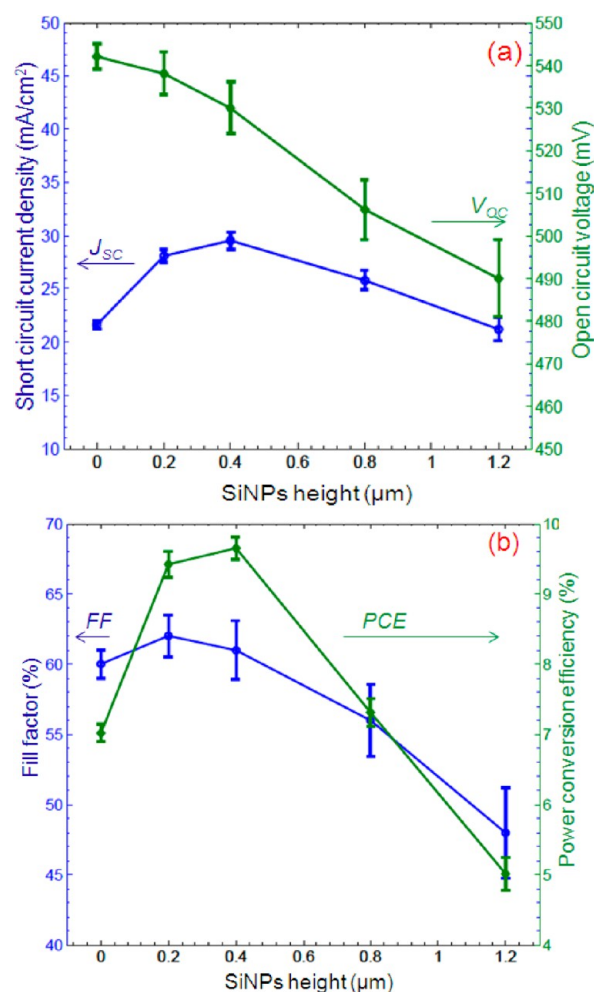 (a)
Short circuit current density (mA/cm²)
50
45
40
35
30
25
20
15
10
J_SC
V_OC
550
540
530
520
510
500
490
480
470
460
450
Open circuit voltage (mV)
0 0.2 0.4 0.6 0.8 1 1.2
SiNPs height (µm)
(b)
Fill factor (%)
70
65
60
55
50
45
40
FF
PCE
10
9
8
7
6
5
4
Power conversion efficiency (%)
0 0.2 0.4 0.6 0.8 1 1.2
SiNPs height (µm)